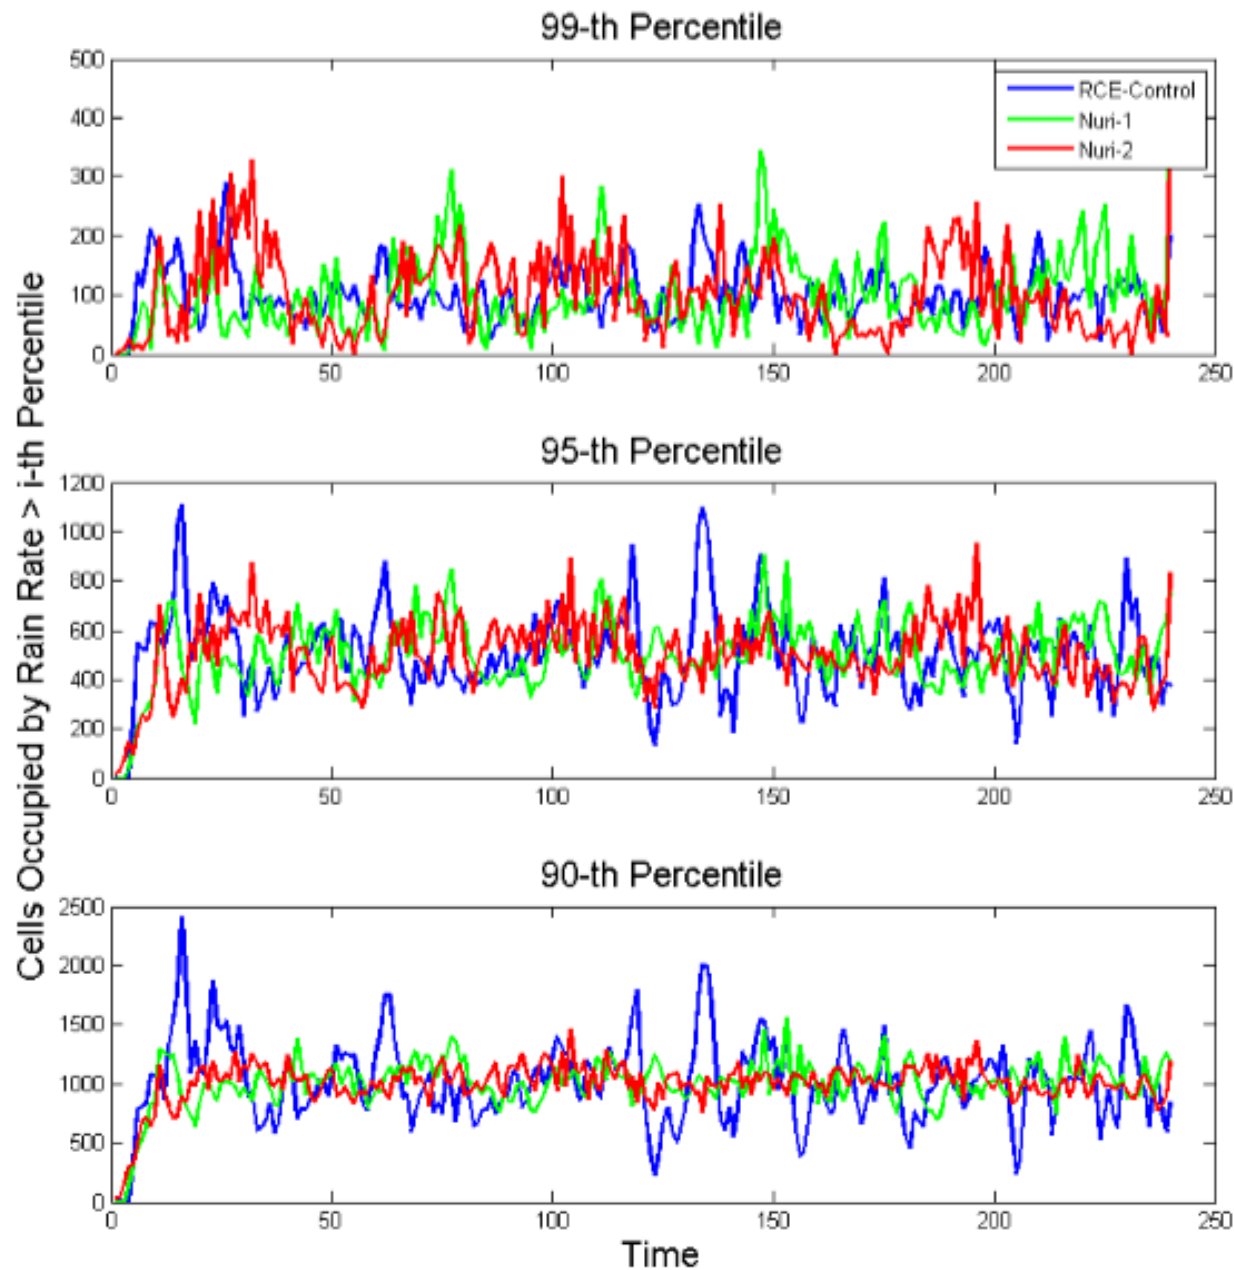 99-th Percentile
500
400
300
200
100
0
0 50 100 150 200 250
RCE-Control
Nuri-1
Nuri-2
95-th Percentile
1200
1000
800
600
400
200
0
0 50 100 150 200 250
90-th Percentile
2500
2000
1500
1000
500
0
0 50 100 150 200 250
Time
Cells Occupied by Rain Rate > i-th Percentile